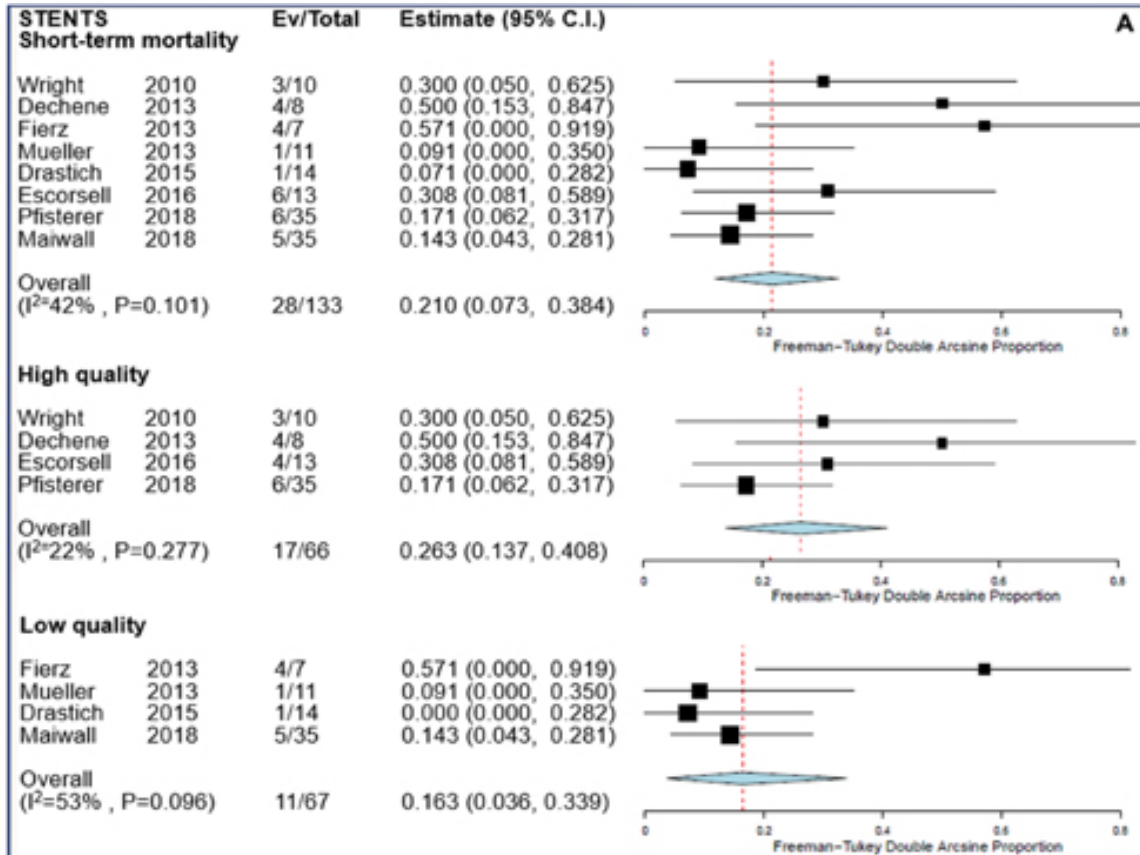 STENTS Ev/Total Estimate (95% C.I.) A
Short-term mortality
Wright 2010 3/10 0.300 (0.050, 0.625)
Dechene 2013 4/8 0.500 (0.153, 0.847)
Fierz 2013 4/7 0.571 (0.000, 0.919)
Mueller 2013 1/11 0.091 (0.000, 0.350)
Drastich 2015 1/14 0.071 (0.000, 0.282)
Escorsell 2016 6/13 0.308 (0.081, 0.589)
Pfisterer 2018 6/35 0.171 (0.062, 0.317)
Maiwall 2018 5/35 0.143 (0.043, 0.281)
Overall
(I²=42% , P=0.101) 28/133 0.210 (0.073, 0.384)
0 0.2 0.4 0.6 0.8
Freeman-Tukey Double Arcsine Proportion
High quality
Wright 2010 3/10 0.300 (0.050, 0.625)
Dechene 2013 4/8 0.500 (0.153, 0.847)
Escorsell 2016 4/13 0.308 (0.081, 0.589)
Pfisterer 2018 6/35 0.171 (0.062, 0.317)
Overall
(I²=22% , P=0.277) 17/66 0.263 (0.137, 0.408)
0 0.2 0.4 0.6 0.8
Freeman-Tukey Double Arcsine Proportion
Low quality
Fierz 2013 4/7 0.571 (0.000, 0.919)
Mueller 2013 1/11 0.091 (0.000, 0.350)
Drastich 2015 1/14 0.000 (0.000, 0.282)
Maiwall 2018 5/35 0.143 (0.043, 0.281)
Overall
(I²=53% , P=0.096) 11/67 0.163 (0.036, 0.339)
0 0.2 0.4 0.6 0.8
Freeman-Tukey Double Arcsine Proportion